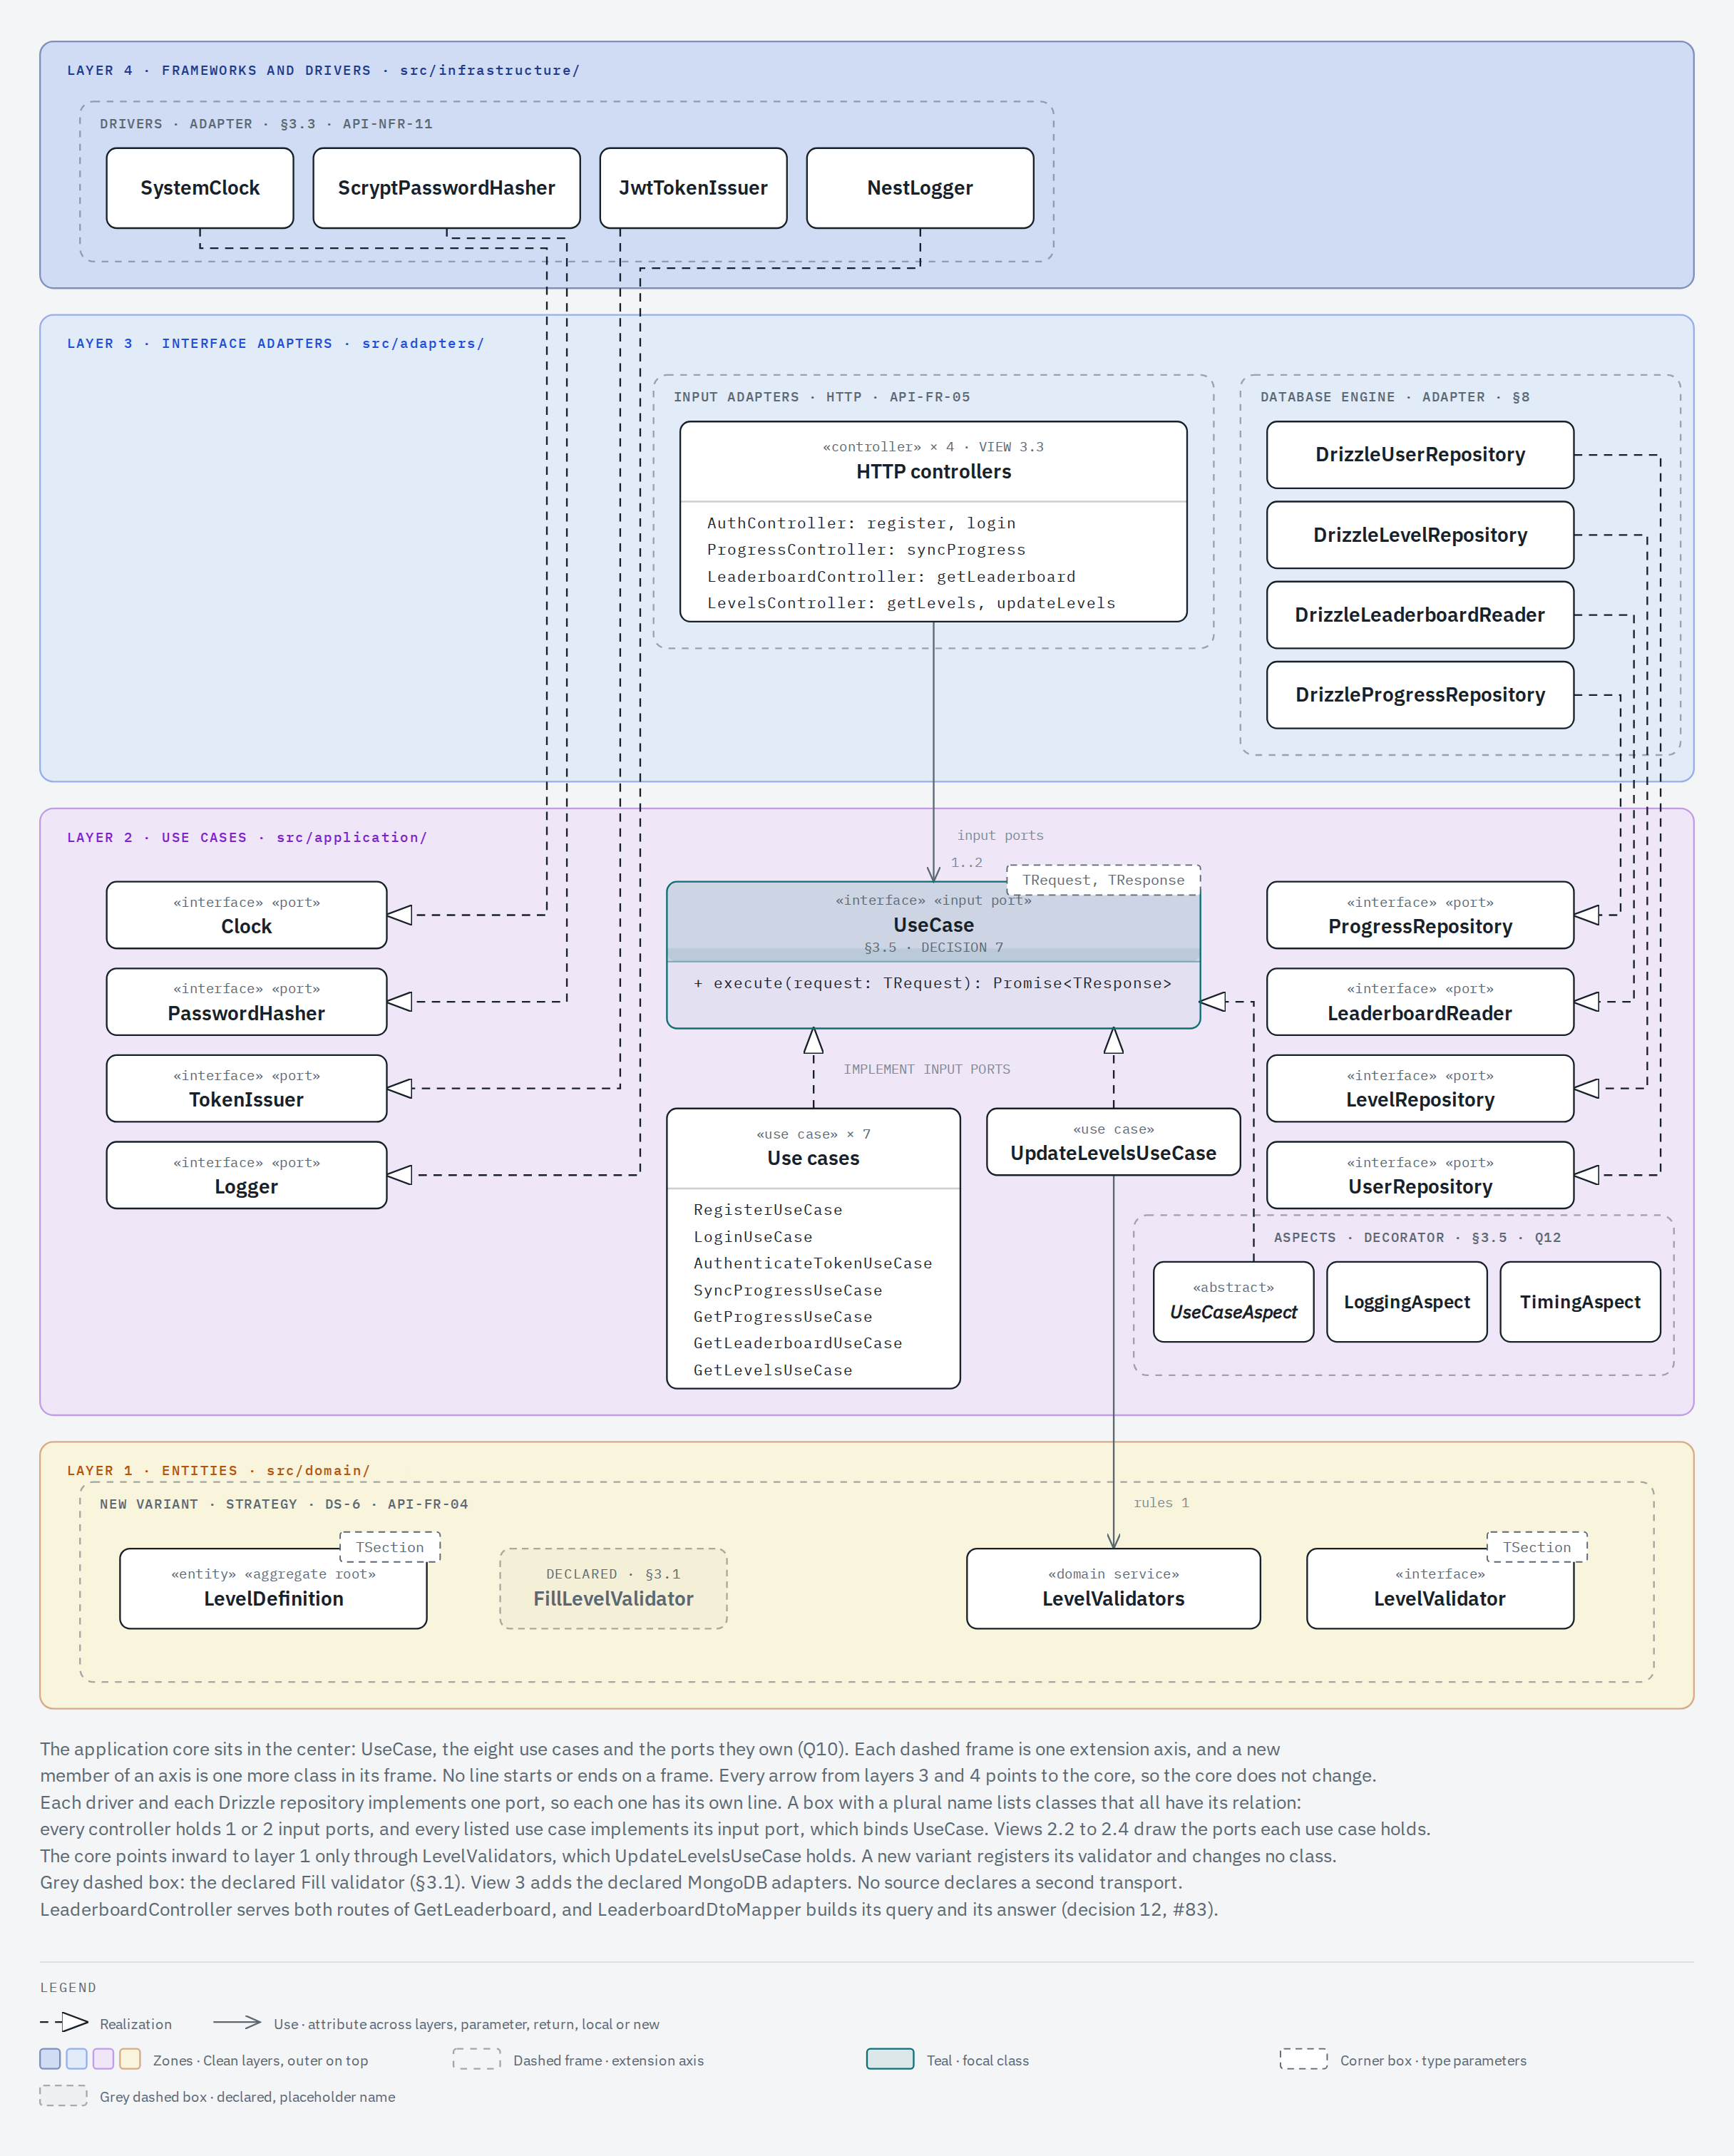 LAYER 4 · FRAMEWORKS AND DRIVERS · src/infrastructure/
DRIVERS · ADAPTER · §3.3 · API-NFR-11
SystemClock
ScryptPasswordHasher
JwtTokenIssuer
NestLogger
LAYER 3 · INTERFACE ADAPTERS · src/adapters/
INPUT ADAPTERS · HTTP · API-FR-05
«controller» × 4 · VIEW 3.3
HTTP controllers
AuthController: register, login
ProgressController: syncProgress
LeaderboardController: getLeaderboard
LevelsController: getLevels, updateLevels
DATABASE ENGINE · ADAPTER · §8
DrizzleUserRepository
DrizzleLevelRepository
DrizzleLeaderboardReader
DrizzleProgressRepository
LAYER 2 · USE CASES · src/application/
input ports
1..2
«interface» «port»
Clock
«interface» «port»
PasswordHasher
«interface» «port»
TokenIssuer
«interface» «port»
Logger
TRequest, TResponse
«interface» «input port»
UseCase
§3.5 · DECISION 7
+ execute(request: TRequest): Promise<TResponse>
IMPLEMENT INPUT PORTS
«use case» × 7
Use cases
RegisterUseCase
LoginUseCase
AuthenticateTokenUseCase
SyncProgressUseCase
GetProgressUseCase
GetLeaderboardUseCase
GetLevelsUseCase
«use case»
UpdateLevelsUseCase
«interface» «port»
ProgressRepository
«interface» «port»
LeaderboardReader
«interface» «port»
LevelRepository
«interface» «port»
UserRepository
ASPECTS · DECORATOR · §3.5 · Q12
«abstract»
UseCaseAspect
LoggingAspect
TimingAspect
LAYER 1 · ENTITIES · src/domain/
NEW VARIANT · STRATEGY · DS-6 · API-FR-04
rules 1
TSection
«entity» «aggregate root»
LevelDefinition
DECLARED · §3.1
FillLevelValidator
«domain service»
LevelValidators
TSection
«interface»
LevelValidator
The application core sits in the center: UseCase, the eight use cases and the ports they own (Q10). Each dashed frame is one extension axis, and a new
member of an axis is one more class in its frame. No line starts or ends on a frame. Every arrow from layers 3 and 4 points to the core, so the core does not change.
Each driver and each Drizzle repository implements one port, so each one has its own line. A box with a plural name lists classes that all have its relation:
every controller holds 1 or 2 input ports, and every listed use case implements its input port, which binds UseCase. Views 2.2 to 2.4 draw the ports each use case holds.
The core points inward to layer 1 only through LevelValidators, which UpdateLevelsUseCase holds. A new variant registers its validator and changes no class.
Grey dashed box: the declared Fill validator (§3.1). View 3 adds the declared MongoDB adapters. No source declares a second transport.
LeaderboardController serves both routes of GetLeaderboard, and LeaderboardDtoMapper builds its query and its answer (decision 12, #83).
LEGEND
Realization
Use · attribute across layers, parameter, return, local or new
Zones · Clean layers, outer on top
Dashed frame · extension axis
Teal · focal class
Corner box · type parameters
Grey dashed box · declared, placeholder name